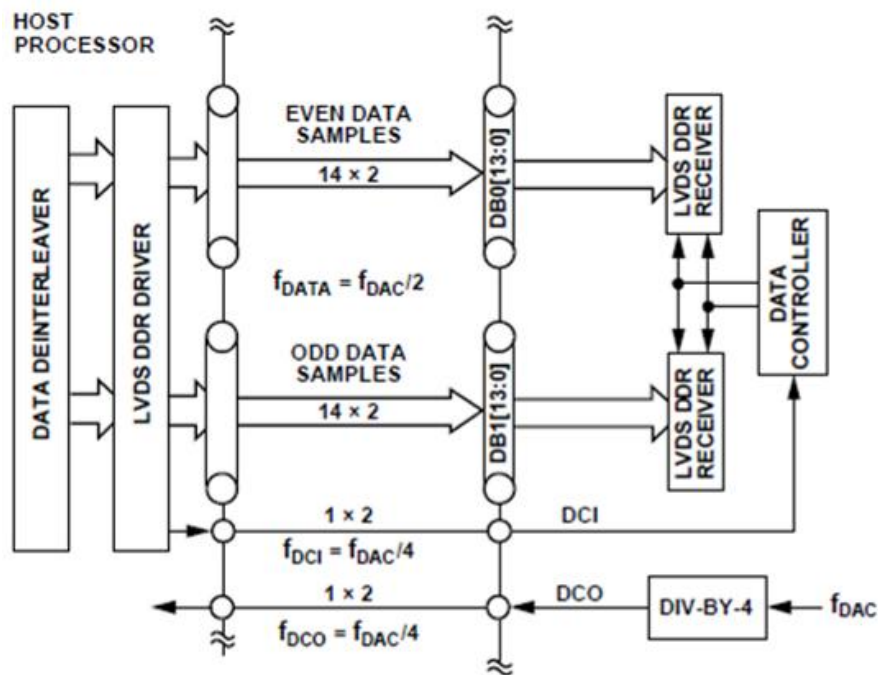 HOST
PROCESSOR
DATA DEINTERLEAVER
LVDS DDR DRIVER
EVEN DATA
SAMPLES
14 × 2
DB0[13:0]
LVDS DDR
RECEIVER
fDATA = fDAC/2
DATA
CONTROLLER
ODD DATA
SAMPLES
14 × 2
DB1[13:0]
LVDS DDR
RECEIVER
1 × 2
DCI
fDCI = fDAC/4
1 × 2
DCO
DIV-BY-4
fDAC
fDCO = fDAC/4